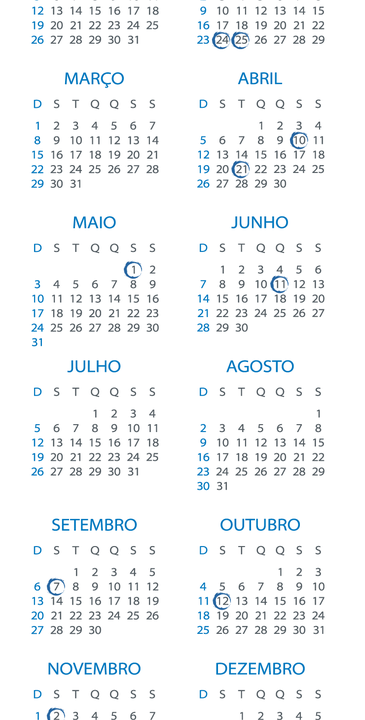 12 13 14 15 16 17 18
19 20 21 22 23 24 25
26 27 28 29 30 31
9 10 11 12 13 14 15
16 17 18 19 20 21 22
23 24 25 26 27 28 29
MARÇO
D S T Q Q S S
1 2 3 4 5 6 7
8 9 10 11 12 13 14
15 16 17 18 19 20 21
22 23 24 25 26 27 28
29 30 31
ABRIL
D S T Q Q S S
1 2 3 4
5 6 7 8 9 10 11
12 13 14 15 16 17 18
19 20 21 22 23 24 25
26 27 28 29 30
MAIO
D S T Q Q S S
1 2
3 4 5 6 7 8 9
10 11 12 13 14 15 16
17 18 19 20 21 22 23
24 25 26 27 28 29 30
31
JUNHO
D S T Q Q S S
1 2 3 4 5 6
7 8 9 10 11 12 13
14 15 16 17 18 19 20
21 22 23 24 25 26 27
28 29 30
JULHO
D S T Q Q S S
1 2 3 4
5 6 7 8 9 10 11
12 13 14 15 16 17 18
19 20 21 22 23 24 25
26 27 28 29 30 31
AGOSTO
D S T Q Q S S
1
2 3 4 5 6 7 8
9 10 11 12 13 14 15
16 17 18 19 20 21 22
23 24 25 26 27 28 29
30 31
SETEMBRO
D S T Q Q S S
1 2 3 4 5
6 7 8 9 10 11 12
13 14 15 16 17 18 19
20 21 22 23 24 25 26
27 28 29 30
OUTUBRO
D S T Q Q S S
1 2 3
4 5 6 7 8 9 10
11 12 13 14 15 16 17
18 19 20 21 22 23 24
25 26 27 28 29 30 31
NOVEMBRO
D S T Q Q S S
1 2 3 4 5 6 7
DEZEMBRO
D S T Q Q S S
1 2 3 4 5